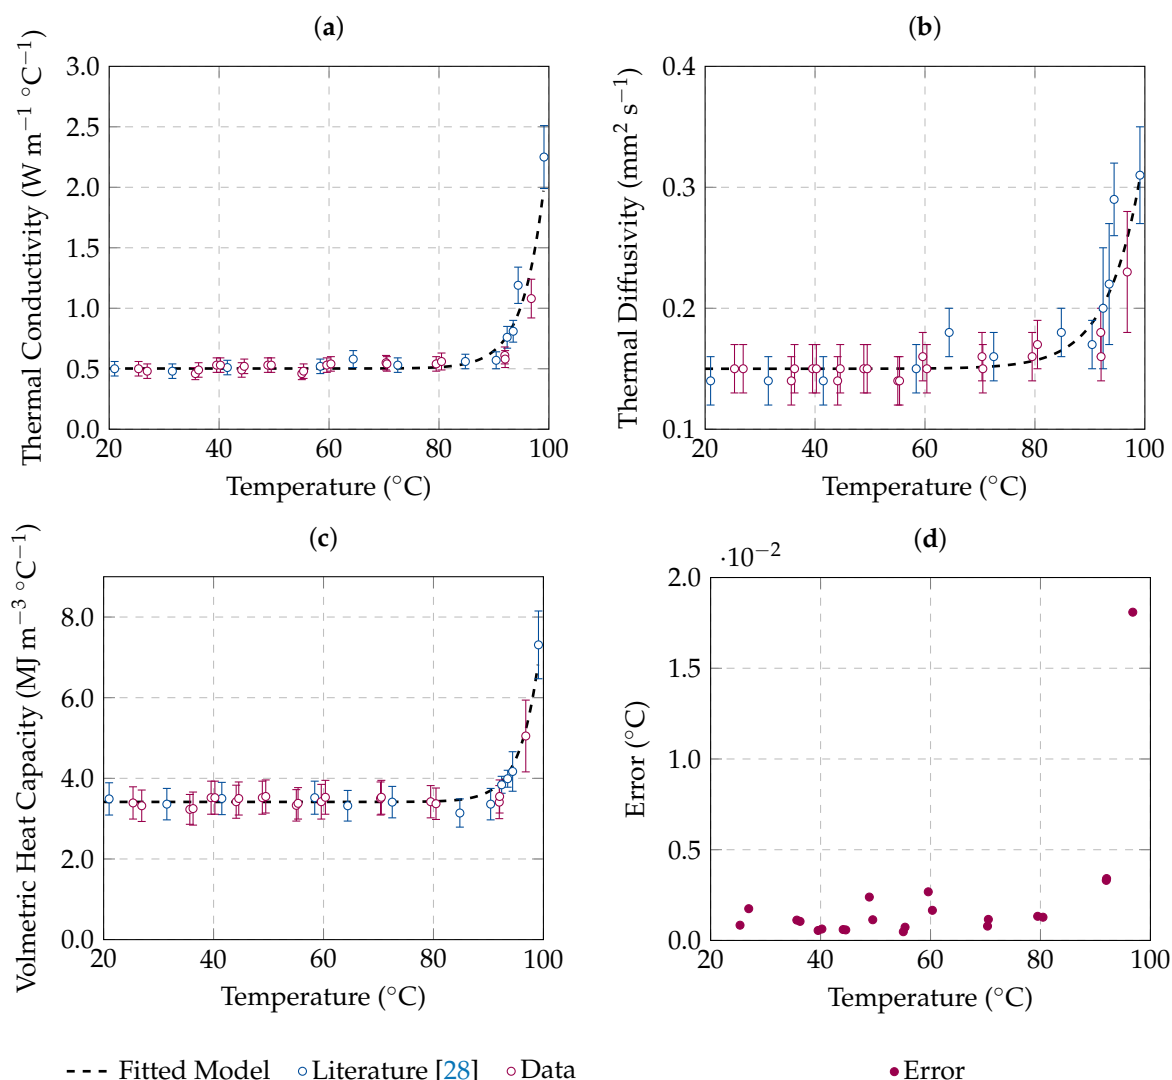 (a)
3.0
2.5
2.0
1.5
1.0
0.5
0.0
20 40 60 80 100
Temperature (°C)
Thermal Conductivity (W m⁻¹ °C⁻¹)
(b)
0.4
0.3
0.2
0.1
20 40 60 80 100
Temperature (°C)
Thermal Diffusivity (mm² s⁻¹)
(c)
8.0
6.0
4.0
2.0
0.0
20 40 60 80 100
Temperature (°C)
Volmetric Heat Capacity (MJ m⁻³ °C⁻¹)
(d)
·10⁻²
2.0
1.5
1.0
0.5
0.0
20 40 60 80 100
Temperature (°C)
Error (°C)
Fitted Model Literature [28] Data Error